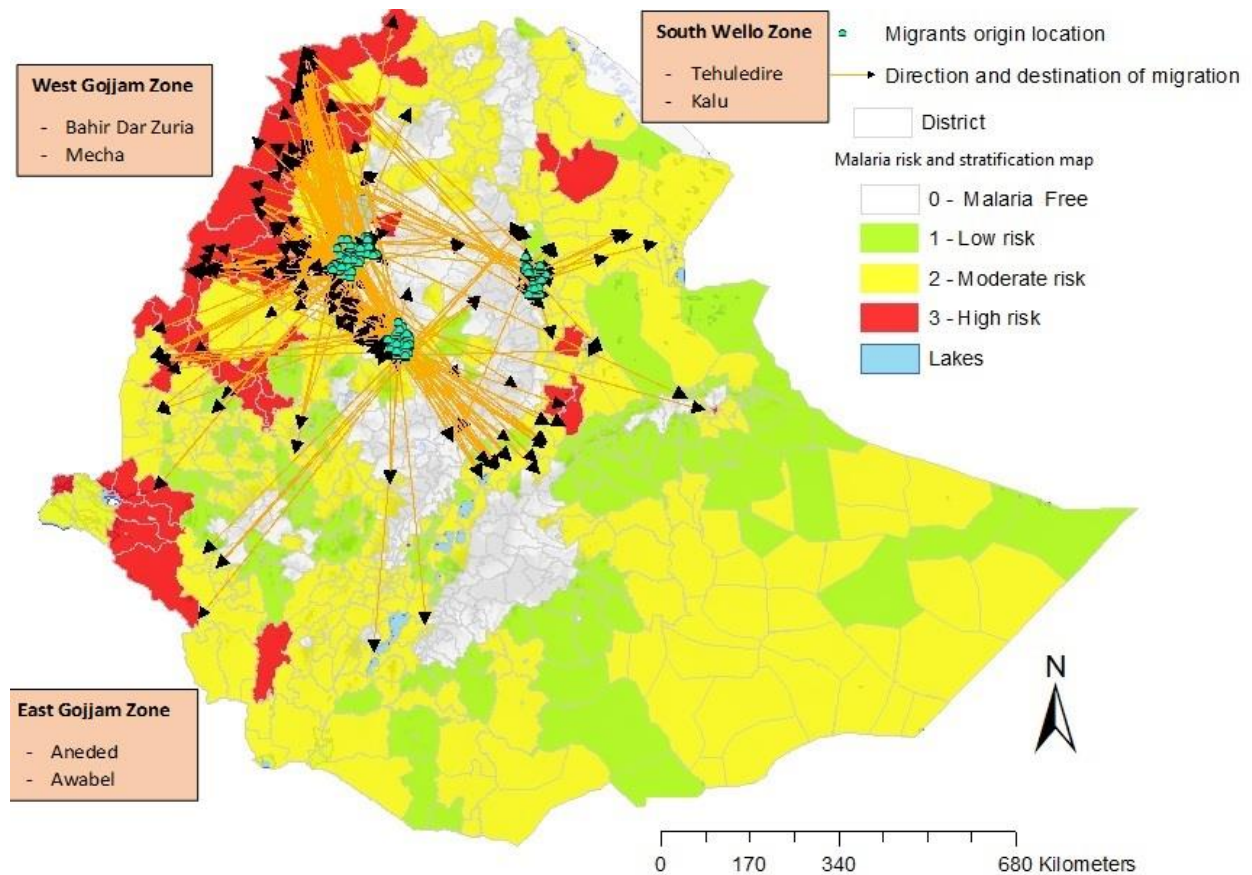 West Gojjam Zone
- Bahir Dar Zuria
- Mecha
South Wello Zone
- Tehuledire
- Kalu
Migrants origin location
Direction and destination of migration
District
Malaria risk and stratification map
0 - Malaria Free
1 - Low risk
2 - Moderate risk
3 - High risk
Lakes
East Gojjam Zone
- Aneded
- Awabel
N
0 170 340 680 Kilometers